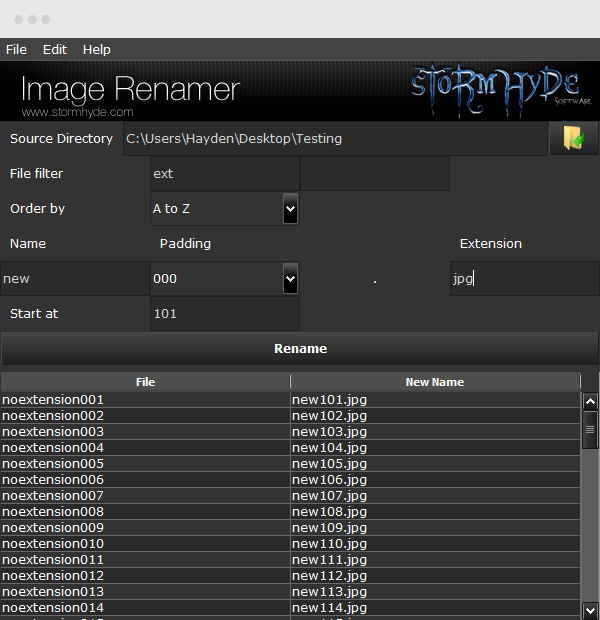 File Edit Help
Image Renamer
www.stormhyde.com
StormHyde
SOFTWARE
Source Directory C:\Users\Hayden\Desktop\Testing
File filter ext
Order by A to Z
Name Padding Extension
new 000 . jpg
Start at 101
Rename
File New Name
noextension001 new101.jpg
noextension002 new102.jpg
noextension003 new103.jpg
noextension004 new104.jpg
noextension005 new105.jpg
noextension006 new106.jpg
noextension007 new107.jpg
noextension008 new108.jpg
noextension009 new109.jpg
noextension010 new110.jpg
noextension011 new111.jpg
noextension012 new112.jpg
noextension013 new113.jpg
noextension014 new114.jpg